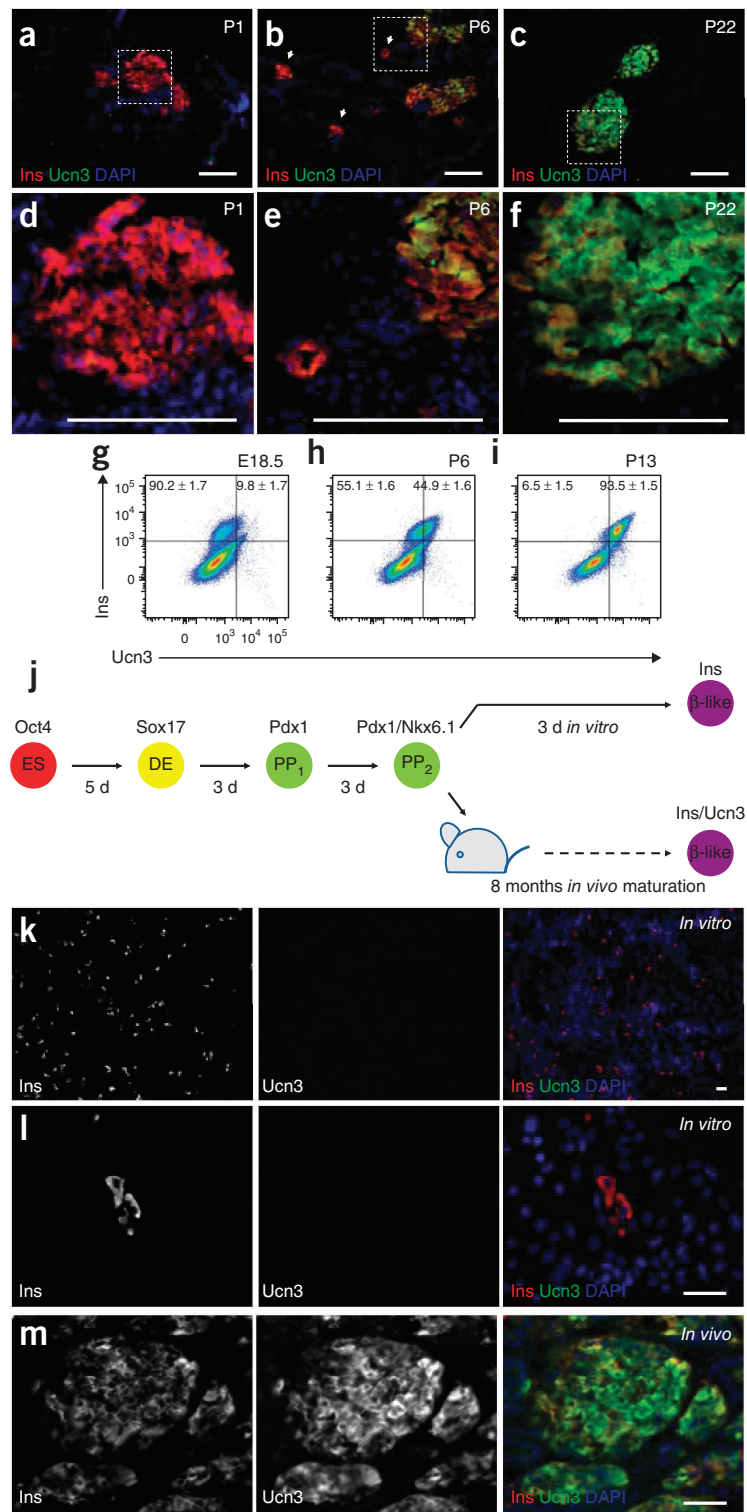 a P1
b P6
c P22
Ins Ucn3 DAPI
Ins Ucn3 DAPI
Ins Ucn3 DAPI
d P1
e P6
f P22
g E18.5
h P6
i P13
90.2 ± 1.7 9.8 ± 1.7
55.1 ± 1.6 44.9 ± 1.6
6.5 ± 1.5 93.5 ± 1.5
10⁵
10⁴
10³
0
Ins
0 10³ 10⁴ 10⁵
Ucn3
j
Ins
β-like
Oct4 Sox17 Pdx1 Pdx1/Nkx6.1
3 d in vitro
ES DE PP₁ PP₂
5 d 3 d 3 d
Ins/Ucn3
β-like
8 months in vivo maturation
k In vitro
Ins Ucn3 Ins Ucn3 DAPI
l In vitro
Ins Ucn3 Ins Ucn3 DAPI
m In vivo
Ins Ucn3 Ins Ucn3 DAPI